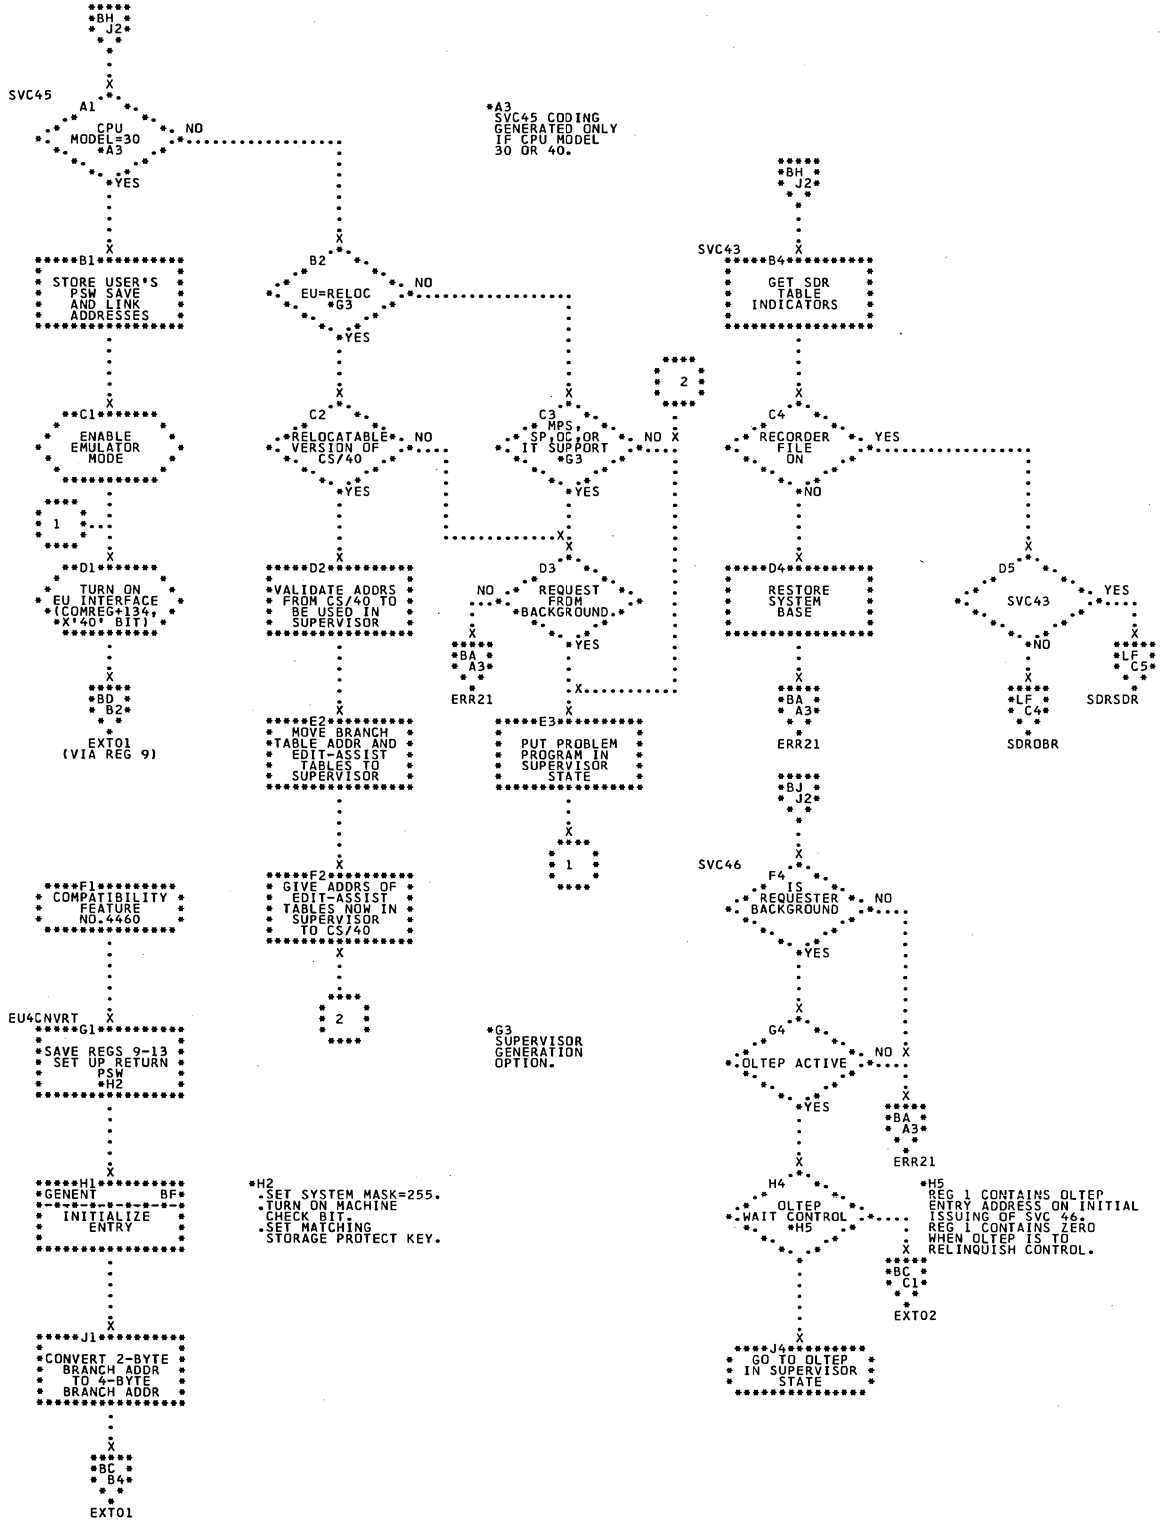 BH
J2
SVC45
A1
CPU
MODEL=30
*A3
NO
YES
*A3
SVC45 CODING
GENERATED ONLY
IF CPU MODEL
30 OR 40.
B1
STORE USER'S
PSW SAVE
AND LINK
ADDRESSES
C1
ENABLE
EMULATOR
MODE
1
D1
TURN ON
EU INTERFACE
(COMREG+134,
X'40' BIT)
BD
B2
EXT01
(VIA REG 9)
B2
EU=RELOC
*G3
NO
YES
C2
RELOCATABLE
VERSION OF
CS/40
NO
YES
D2
VALIDATE ADDRS
FROM CS/40 TO
BE USED IN
SUPERVISOR
E2
MOVE BRANCH
TABLE ADDR AND
EDIT-ASSIST
TABLES TO
SUPERVISOR
F2
GIVE ADDRS OF
EDIT-ASSIST
TABLES NOW IN
SUPERVISOR
TO CS/40
2
C3
MPS,
SP,OC,OR
IT SUPPORT
*G3
NO
YES
2
D3
REQUEST
FROM
BACKGROUND
NO
YES
BA
A3
ERR21
E3
PUT PROBLEM
PROGRAM IN
SUPERVISOR
STATE
1
BH
J2
SVC43
B4
GET SDR
TABLE
INDICATORS
C4
RECORDER
FILE
ON
YES
NO
D4
RESTORE
SYSTEM
BASE
BA
A3
ERR21
D5
SVC43
YES
NO
LF
C5
SDRSDR
LF
C4
SDROBR
BJ
J2
SVC46
F4
IS
REQUESTER
BACKGROUND
NO
YES
G4
OLTEP ACTIVE
NO
YES
BA
A3
ERR21
H4
OLTEP
WAIT CONTROL
*H5
BC
C1
EXT02
*H5
REG 1 CONTAINS OLTEP
ENTRY ADDRESS ON INITIAL
ISSUING OF SVC 46.
REG 1 CONTAINS ZERO
WHEN OLTEP IS TO
RELINQUISH CONTROL.
J4
GO TO OLTEP
IN SUPERVISOR
STATE
F1
COMPATIBILITY
FEATURE
NO.4460
EU4CNVRT
G1
SAVE REGS 9-13
SET UP RETURN
PSW
*H2
*G3
SUPERVISOR
GENERATION
OPTION.
H1
GENENT BF
INITIALIZE
ENTRY
*H2
.SET SYSTEM MASK=255.
.TURN ON MACHINE
CHECK BIT.
.SET MATCHING
STORAGE PROTECT KEY.
J1
CONVERT 2-BYTE
BRANCH ADDR
TO 4-BYTE
BRANCH ADDR
BC
B4
EXT01